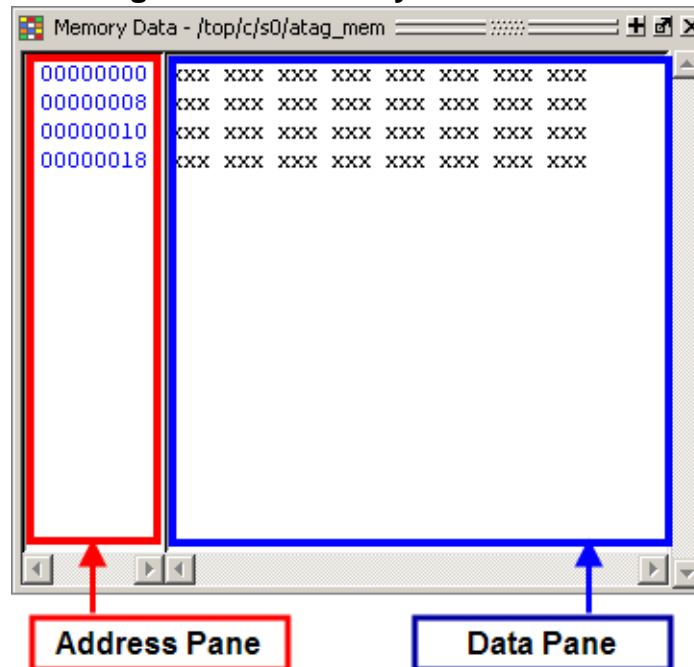 Memory Data - /top/c/s0/atag_mem
00000000 xxx xxx xxx xxx xxx xxx xxx xxx
00000008 xxx xxx xxx xxx xxx xxx xxx xxx
00000010 xxx xxx xxx xxx xxx xxx xxx xxx
00000018 xxx xxx xxx xxx xxx xxx xxx xxx
Address Pane Data Pane